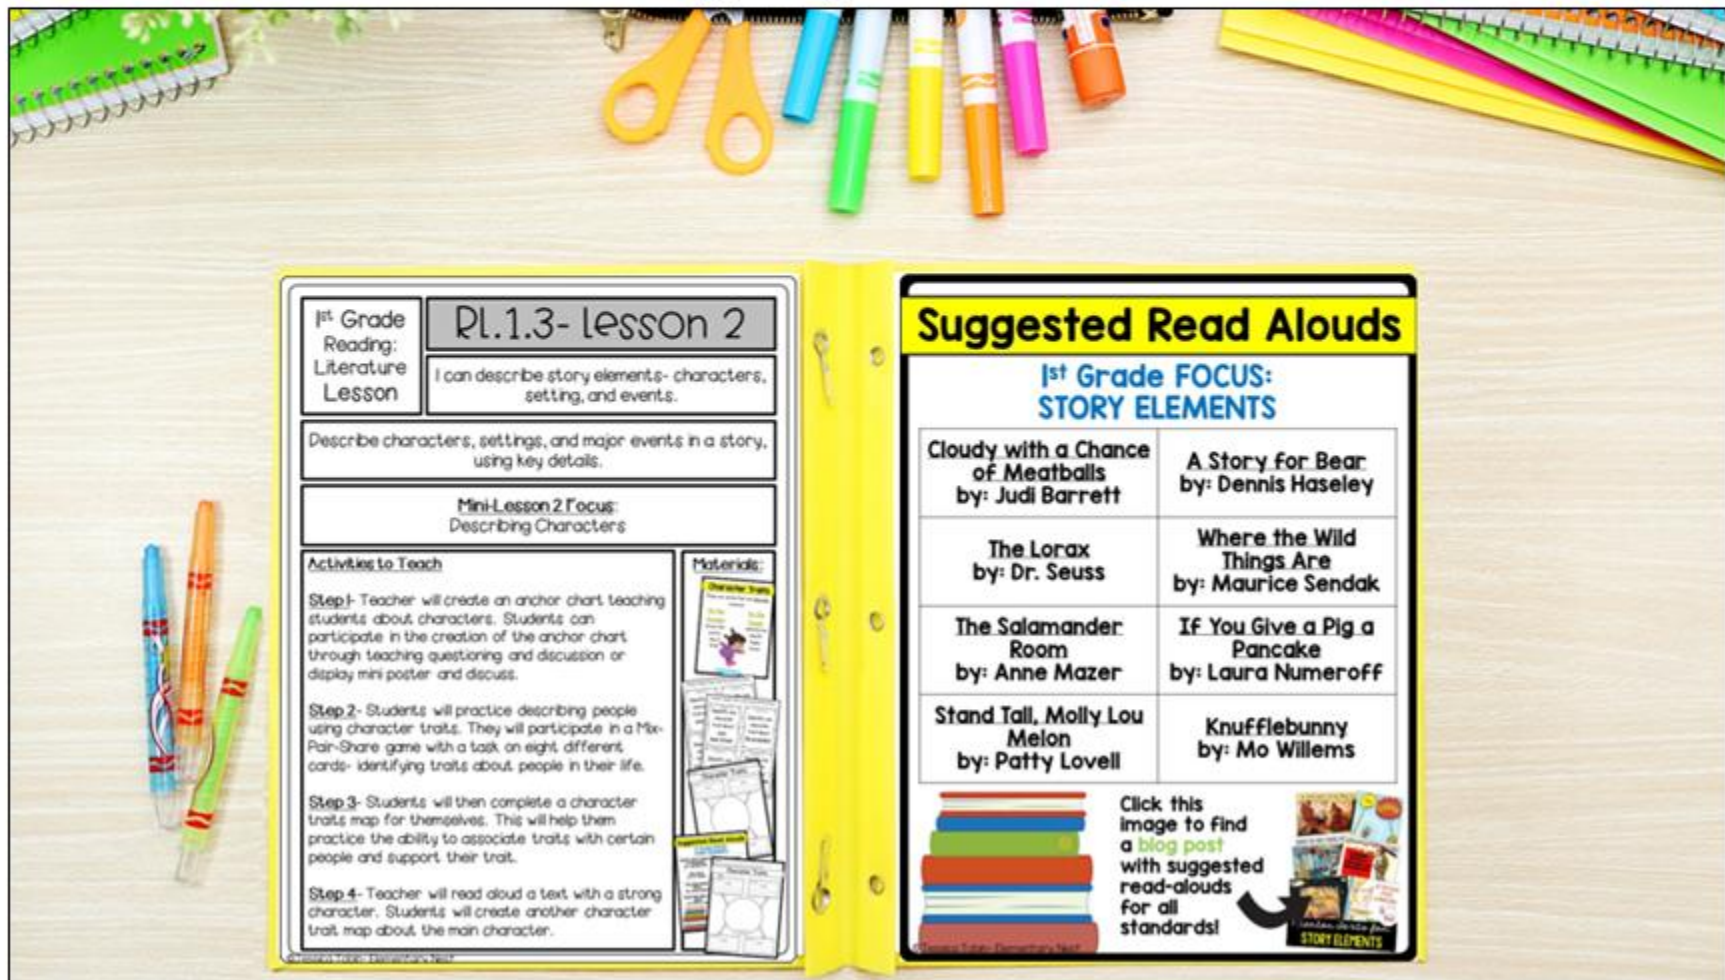 1st Grade
Reading:
Literature
Lesson
RL.1.3- Lesson 2
I can describe story elements- characters,
setting, and events.
Describe characters, settings, and major events in a story,
using key details.
Mini-Lesson 2 Focus:
Describing Characters
Activities to Teach
Step 1- Teacher will create an anchor chart teaching
students about characters. Students can
participate in the creation of the anchor chart
through teaching questioning and discussion or
display mini poster and discuss.
Step 2- Students will practice describing people
using character traits. They will participate in a Mix-
Pair-Share game with a task on eight different
cards- identifying traits about people in their life.
Step 3- Students will then complete a character
traits map for themselves. This will help them
practice the ability to associate traits with certain
people and support their trait.
Step 4- Teacher will read aloud a text with a strong
character. Students will create another character
trait map about the main character.
Materials:
Character Traits
Suggested Read Alouds
Suggested Read Alouds
1st Grade FOCUS:
STORY ELEMENTS
Cloudy with a Chance
of Meatballs
by: Judi Barrett
A Story for Bear
by: Dennis Haseley
The Lorax
by: Dr. Seuss
Where the Wild
Things Are
by: Maurice Sendak
The Salamander
Room
by: Anne Mazer
If You Give a Pig a
Pancake
by: Laura Numeroff
Stand Tall, Molly Lou
Melon
by: Patty Lovell
Knufflebunny
by: Mo Willems
Click this
image to find
a blog post
with suggested
read-alouds
for all
standards!
STORY ELEMENTS